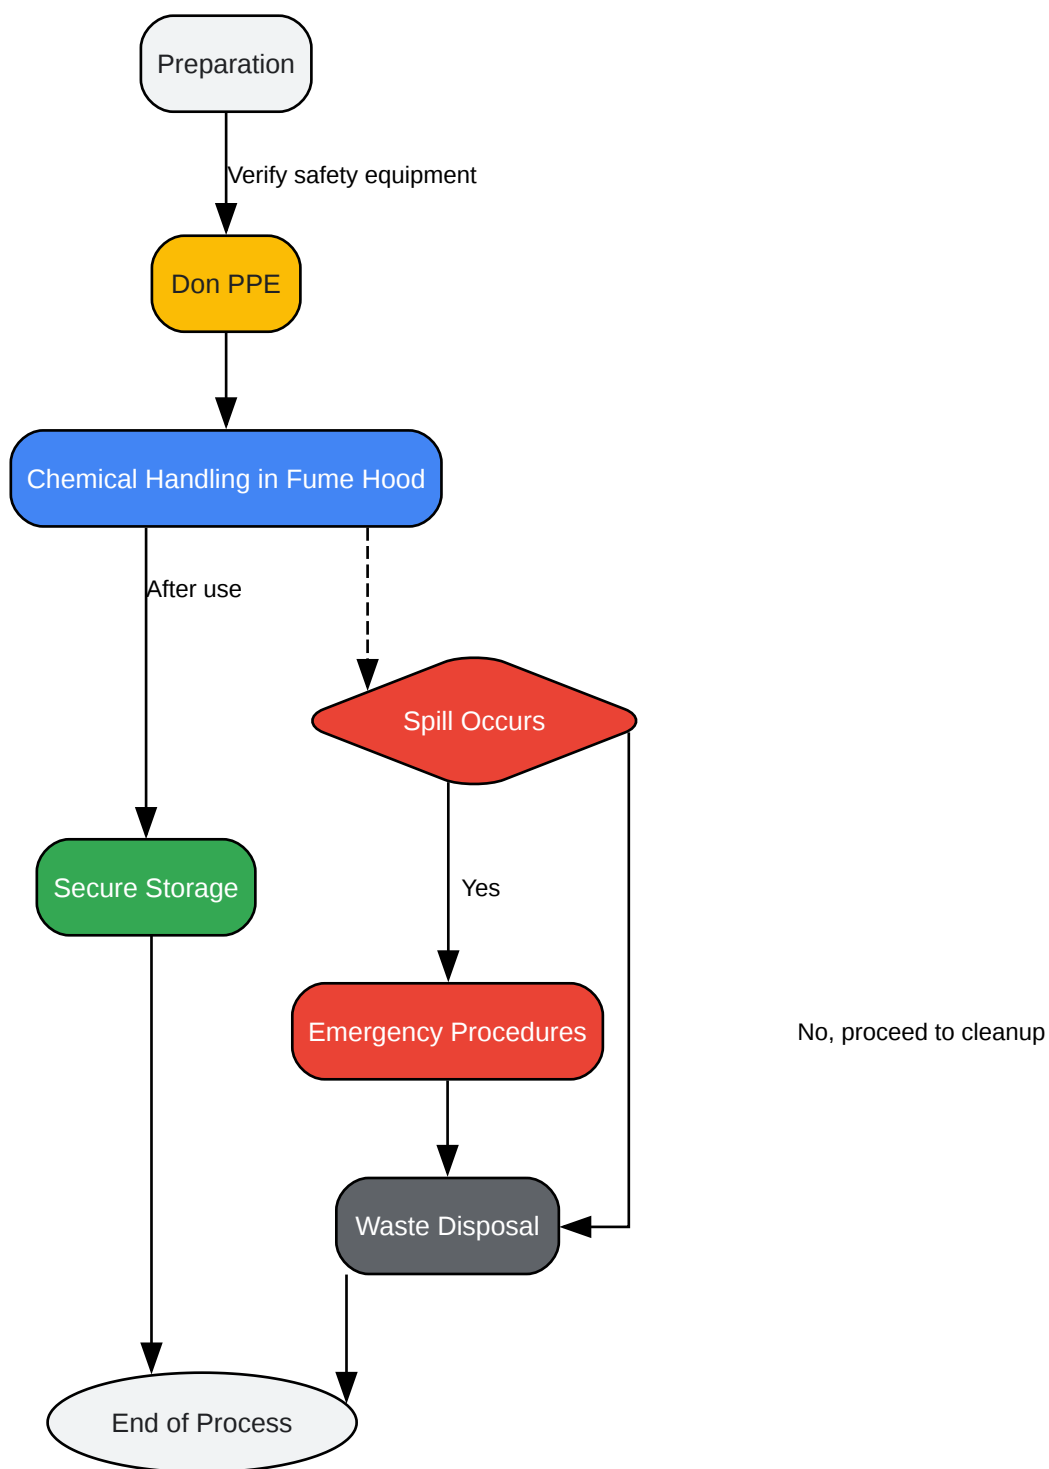 Preparation
Verify safety equipment
Don PPE
Chemical Handling in Fume Hood
After use
Spill Occurs
Secure Storage
Yes
Emergency Procedures
No, proceed to cleanup
Waste Disposal
End of Process